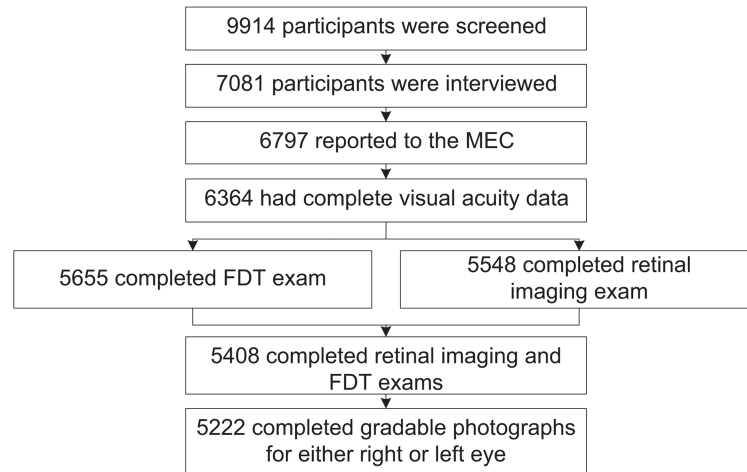 9914 participants were screened
7081 participants were interviewed
6797 reported to the MEC
6364 had complete visual acuity data
5655 completed FDT exam
5548 completed retinal
imaging exam
5408 completed retinal imaging and
FDT exams
5222 completed gradable photographs
for either right or left eye